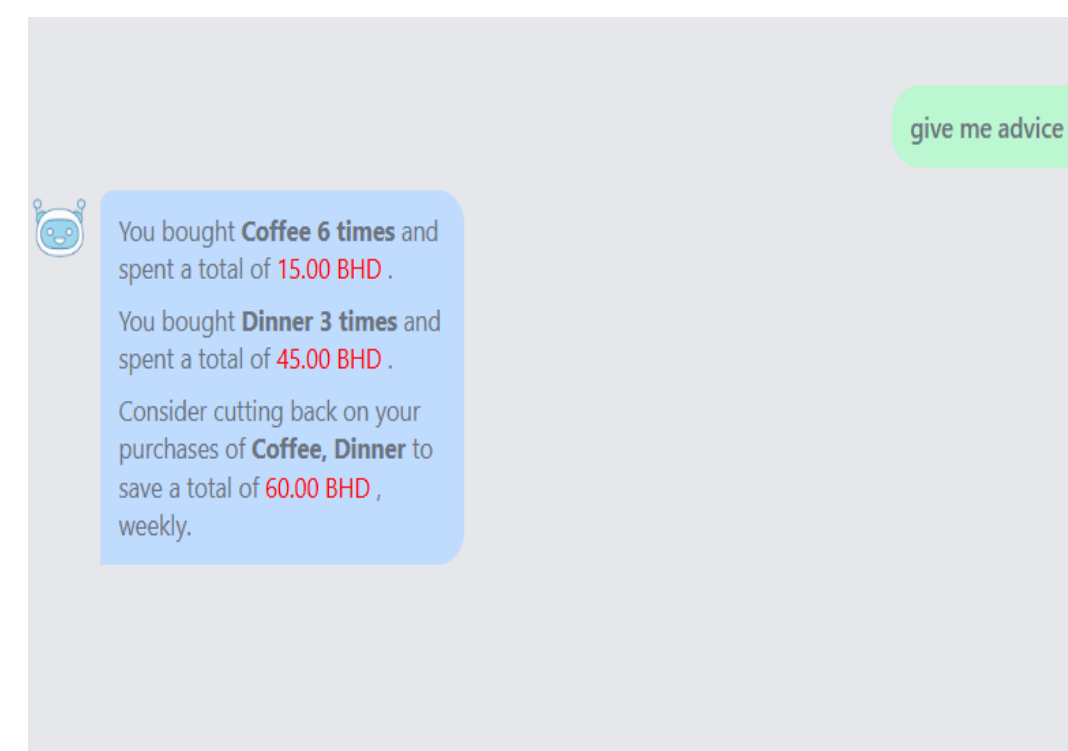 give me advice
You bought Coffee 6 times and
spent a total of 15.00 BHD .
You bought Dinner 3 times and
spent a total of 45.00 BHD .
Consider cutting back on your
purchases of Coffee, Dinner to
save a total of 60.00 BHD ,
weekly.